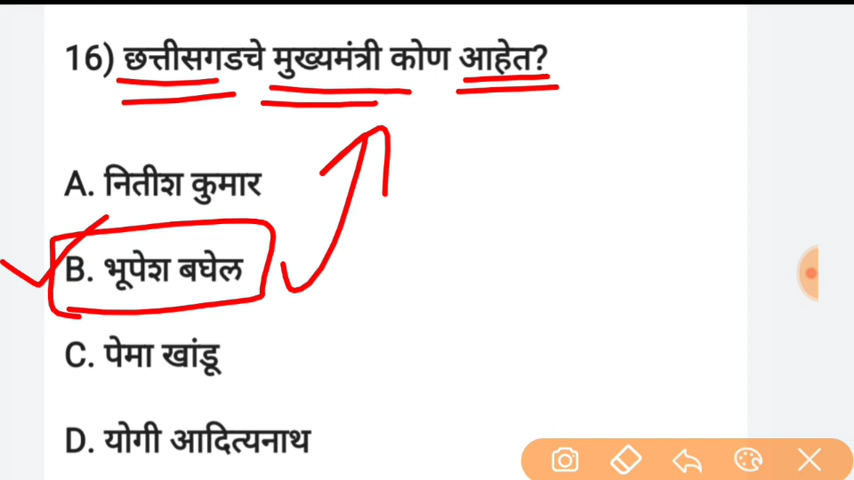 16) छत्तीसगडचे मुख्यमंत्री कोण आहेत?
A. नितीश कुमार
B. भूपेश बघेल
C. पेमा खांडू
D. योगी आदित्यनाथ